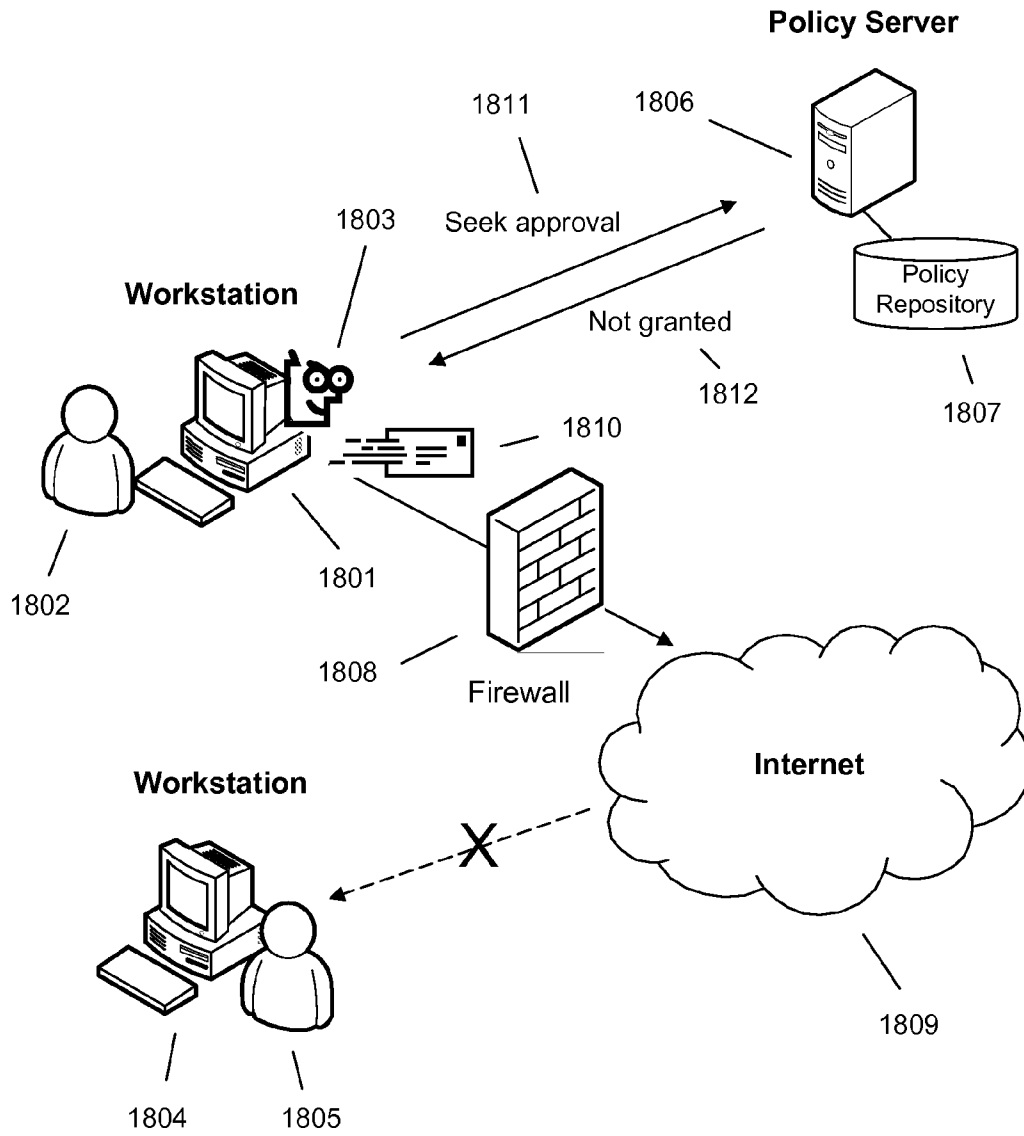 Policy Server
1811
1806
1803
Seek approval
Workstation
Policy
Repository
Not granted
1812
1807
1810
1801
1802
1808
Firewall
Internet
Workstation
X
1809
1804
1805